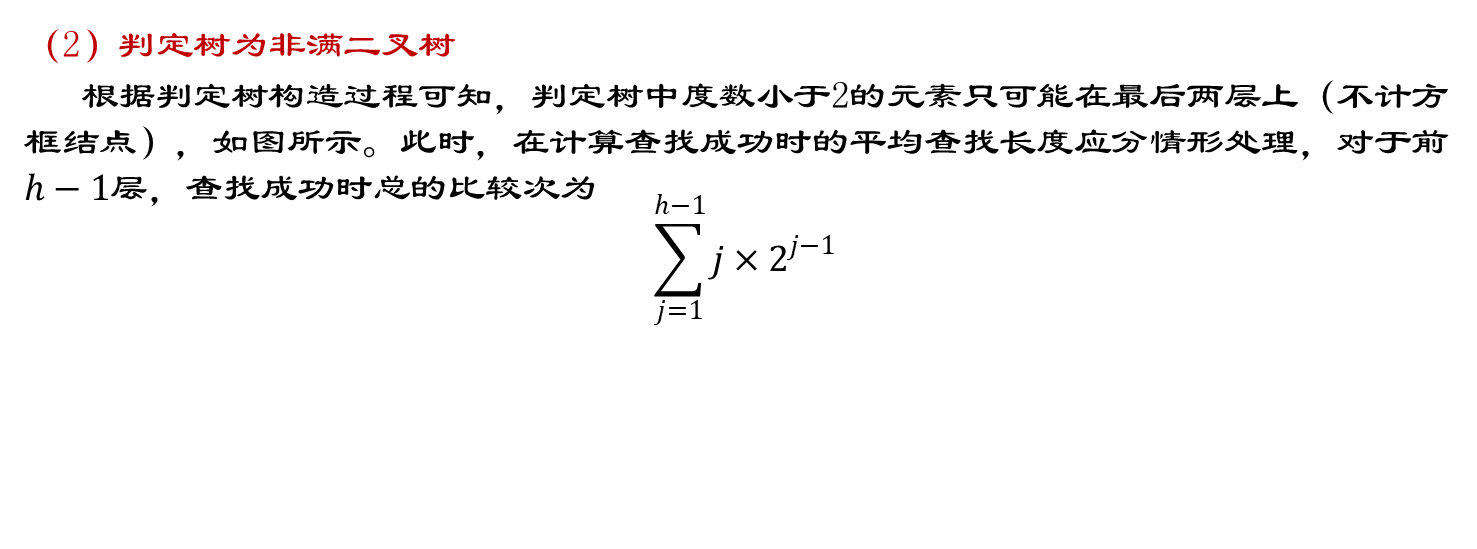 （2）判定树为非满二叉树
根据判定树构造过程可知，判定树中度数小于2的元素只可能在最后两层上（不计方
框结点），如图所示。此时，在计算查找成功时的平均查找长度应分情形处理，对于前
h − 1层，查找成功时总的比较次为
h−1
∑ j × 2^{j−1}
j=1